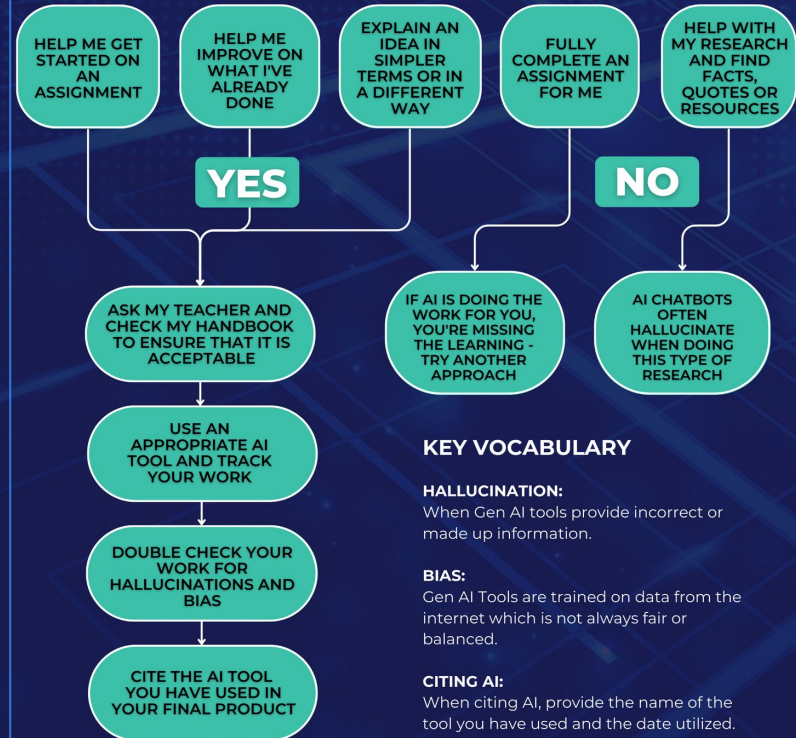 HELP ME GET
STARTED ON
AN
ASSIGNMENT
HELP ME
IMPROVE ON
WHAT I'VE
ALREADY
DONE
EXPLAIN AN
IDEA IN
SIMPLER
TERMS OR IN
A DIFFERENT
WAY
FULLY
COMPLETE AN
ASSIGNMENT
FOR ME
HELP WITH
MY RESEARCH
AND FIND
FACTS,
QUOTES OR
RESOURCES
YES
NO
ASK MY TEACHER AND
CHECK MY HANDBOOK
TO ENSURE THAT IT IS
ACCEPTABLE
USE AN
APPROPRIATE AI
TOOL AND TRACK
YOUR WORK
DOUBLE CHECK YOUR
WORK FOR
HALLUCINATIONS AND
BIAS
CITE THE AI TOOL
YOU HAVE USED IN
YOUR FINAL PRODUCT
IF AI IS DOING THE
WORK FOR YOU,
YOU'RE MISSING
THE LEARNING -
TRY ANOTHER
APPROACH
AI CHATBOTS
OFTEN
HALLUCINATE
WHEN DOING
THIS TYPE OF
RESEARCH
KEY VOCABULARY
HALLUCINATION:
When Gen AI tools provide incorrect or
made up information.
BIAS:
Gen AI Tools are trained on data from the
internet which is not always fair or
balanced.
CITING AI:
When citing AI, provide the name of the
tool you have used and the date utilized.